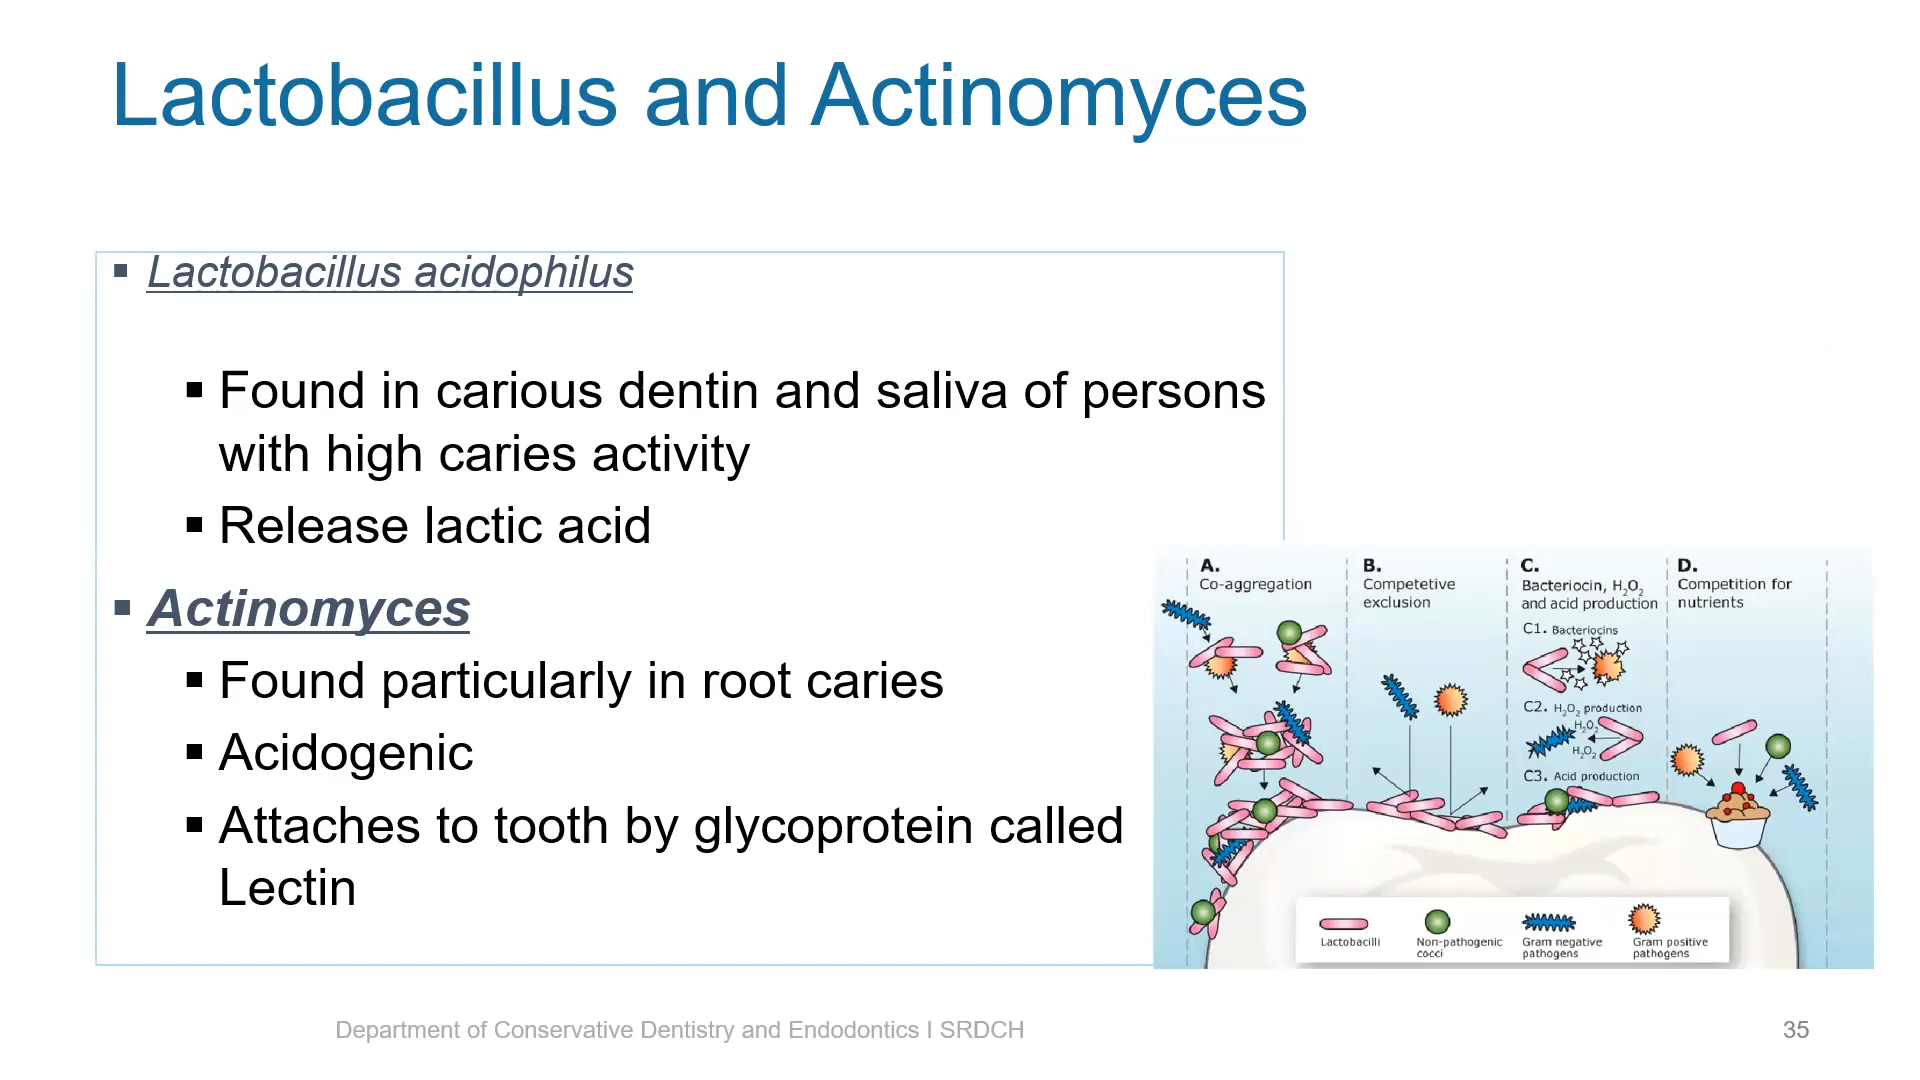 Lactobacillus and Actinomyces
▪ Lactobacillus acidophilus
▪ Found in carious dentin and saliva of persons
with high caries activity
▪ Release lactic acid
▪ Actinomyces
▪ Found particularly in root caries
▪ Acidogenic
▪ Attaches to tooth by glycoprotein called
Lectin
A.
Co-aggregation
B.
Competetive
exclusion
C.
Bacteriocin, H₂O₂
and acid production
C1. Bacteriocins
C2. H₂O₂ production
H₂O₂
H₂O₂
C3. Acid production
D.
Competition for
nutrients
Lactobacilli
Non-pathogenic
cocci
Gram negative
pathogens
Gram positive
pathogens
Department of Conservative Dentistry and Endodontics I SRDCH
35